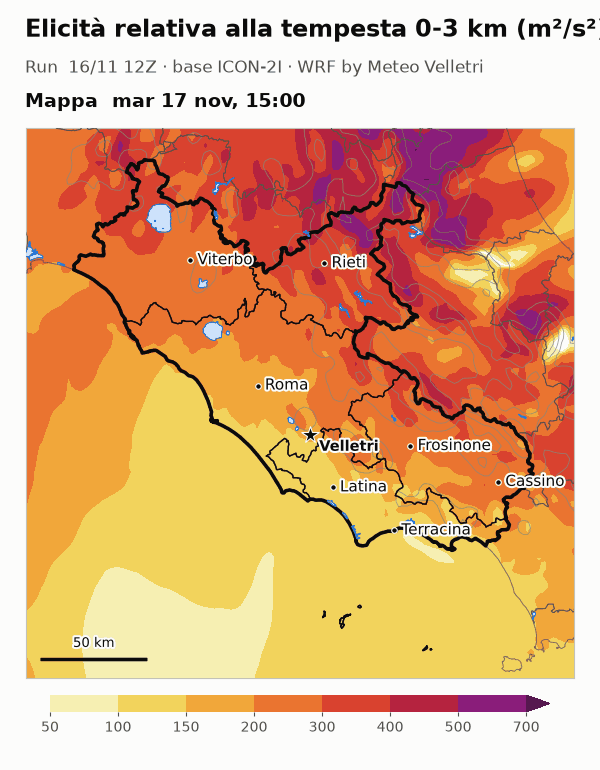 Elicità relativa alla tempesta 0-3 km (m²/s²)
Run 16/11 12Z · base ICON-2I · WRF by Meteo Velletri
Mappa mar 17 nov, 15:00
Viterbo
Rieti
Roma
Velletri
Frosinone
Latina
Cassino
Terracina
50 km
50 100 150 200 300 400 500 700